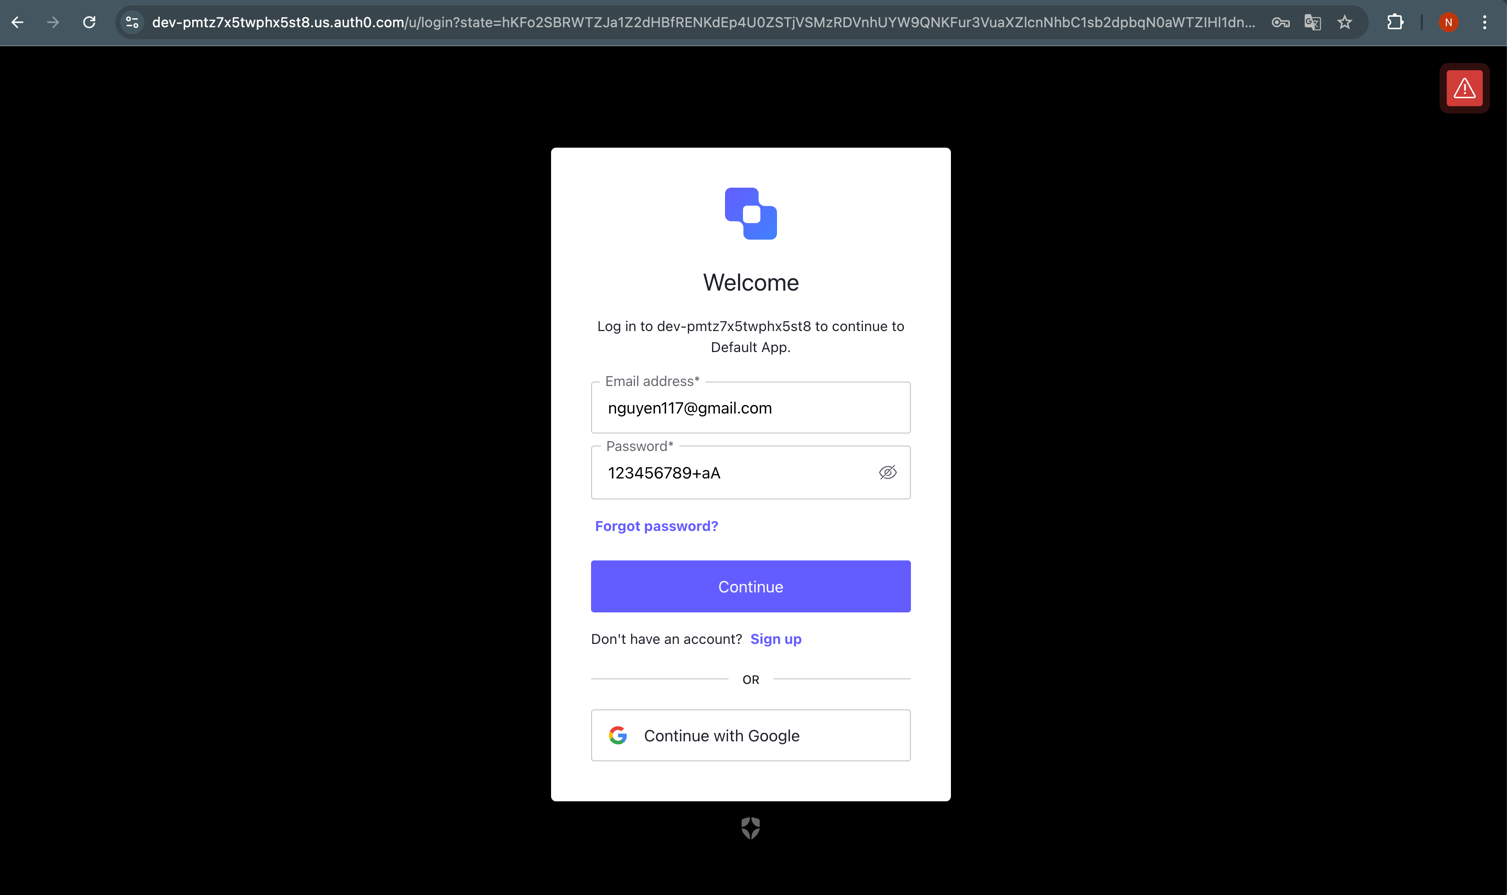 dev-pmtz7x5twphx5st8.us.auth0.com/u/login?state=hKFo2SBRWTZJa1Z2dHBfRENKdEp4U0ZSTjVSMzRDVnhUYW9QNKFur3VuaXZlcnNhbC1sb2dpbqN0aWTZIHl1dn...
N
Welcome
Log in to dev-pmtz7x5twphx5st8 to continue to
Default App.
Email address*
nguyen117@gmail.com
Password*
123456789+aA
Forgot password?
Continue
Don't have an account? Sign up
OR
Continue with Google